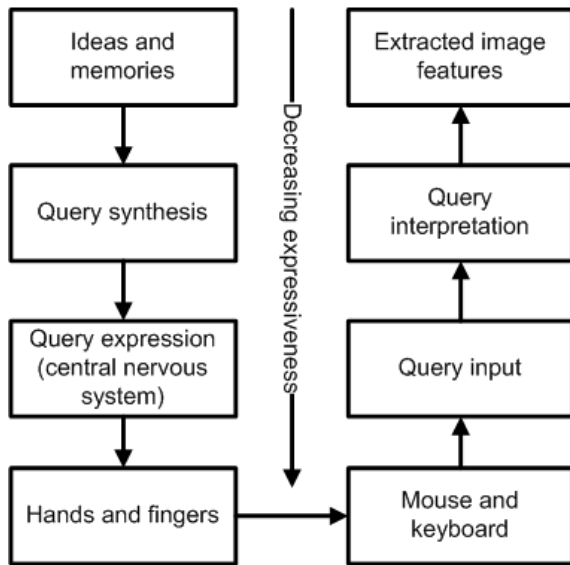 Ideas and
memories
Query synthesis
Query expression
(central nervous
system)
Hands and fingers
Decreasing expressiveness
Extracted image
features
Query
interpretation
Query input
Mouse and
keyboard